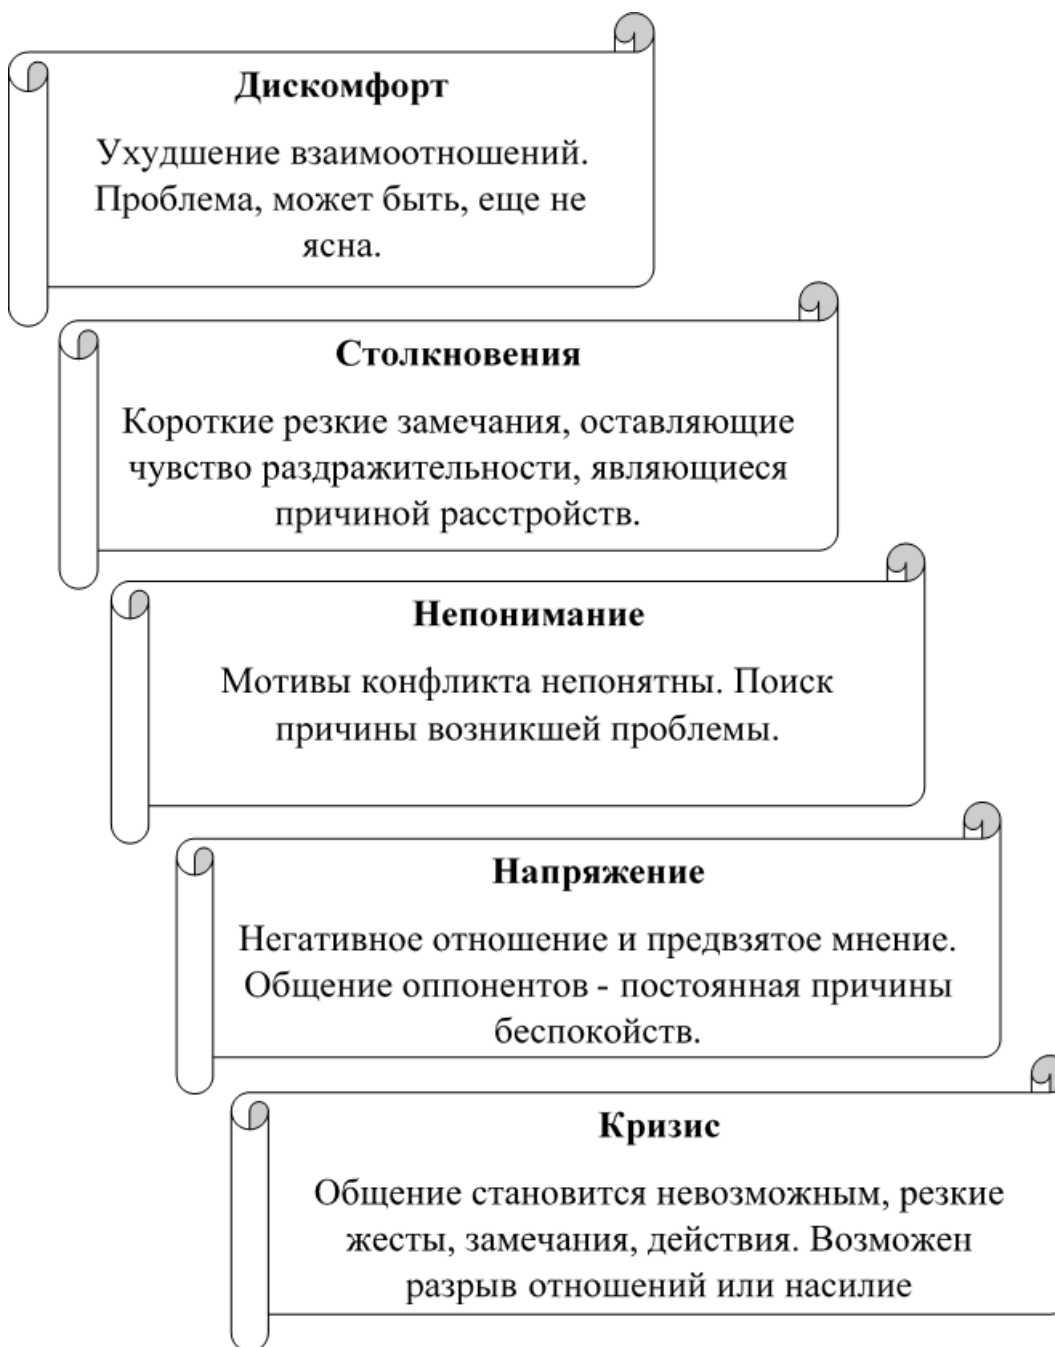 Дискомфорт
Ухудшение взаимоотношений.
Проблема, может быть, еще не
ясна.
Столкновения
Короткие резкие замечания, оставляющие
чувство раздражительности, являющиеся
причиной расстройств.
Непонимание
Мотивы конфликта непонятны. Поиск
причины возникшей проблемы.
Напряжение
Негативное отношение и предвзятое мнение.
Общение оппонентов - постоянная причины
беспокойств.
Кризис
Общение становится невозможным, резкие
жесты, замечания, действия. Возможен
разрыв отношений или насилие